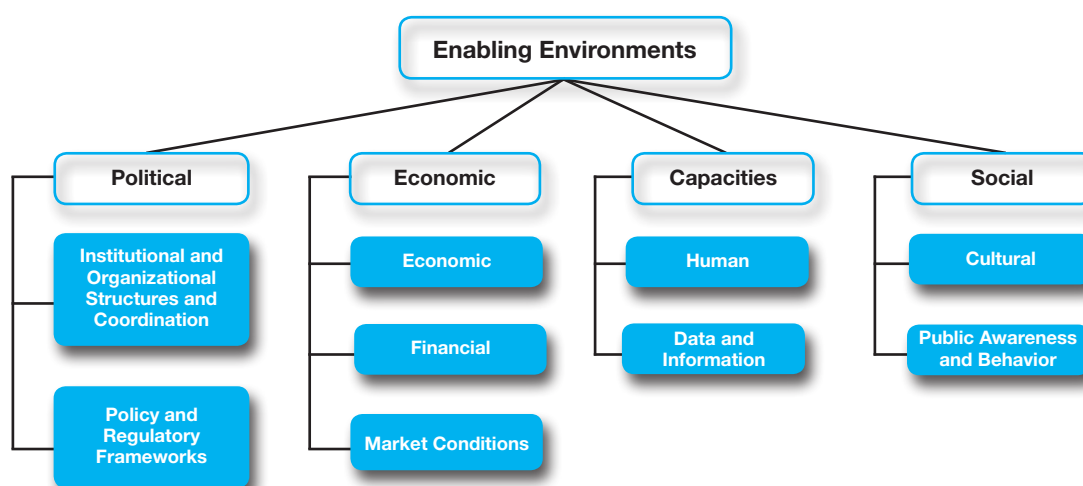 Enabling Environments
Political
Institutional and
Organizational
Structures and
Coordination
Policy and
Regulatory
Frameworks
Economic
Economic
Financial
Market Conditions
Capacities
Human
Data and
Information
Social
Cultural
Public Awareness
and Behavior